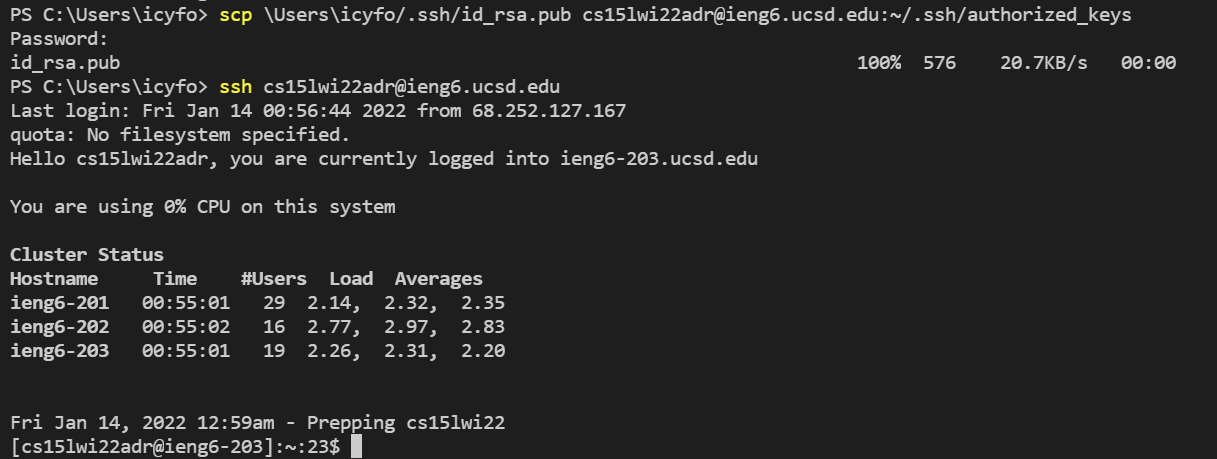 PS C:\Users\icyfo> scp \Users\icyfo/.ssh/id_rsa.pub cs15lwi22adr@ieng6.ucsd.edu:~/.ssh/authorized_keys
Password:
id_rsa.pub 100% 576 20.7KB/s 00:00
PS C:\Users\icyfo> ssh cs15lwi22adr@ieng6.ucsd.edu
Last login: Fri Jan 14 00:56:44 2022 from 68.252.127.167
quota: No filesystem specified.
Hello cs15lwi22adr, you are currently logged into ieng6-203.ucsd.edu
You are using 0% CPU on this system
Cluster Status
Hostname Time #Users Load Averages
ieng6-201 00:55:01 29 2.14, 2.32, 2.35
ieng6-202 00:55:02 16 2.77, 2.97, 2.83
ieng6-203 00:55:01 19 2.26, 2.31, 2.20
Fri Jan 14, 2022 12:59am - Prepping cs15lwi22
[cs15lwi22adr@ieng6-203]:~:23$